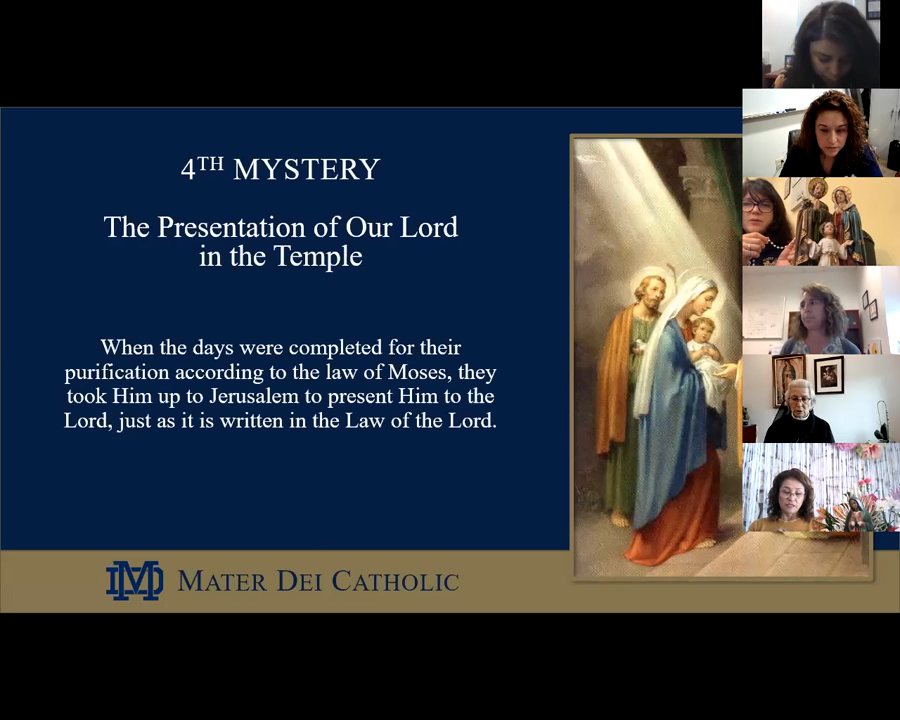 4TH MYSTERY
The Presentation of Our Lord
in the Temple
When the days were completed for their
purification according to the law of Moses, they
took Him up to Jerusalem to present Him to the
Lord, just as it is written in the Law of the Lord.
MD MATER DEI CATHOLIC